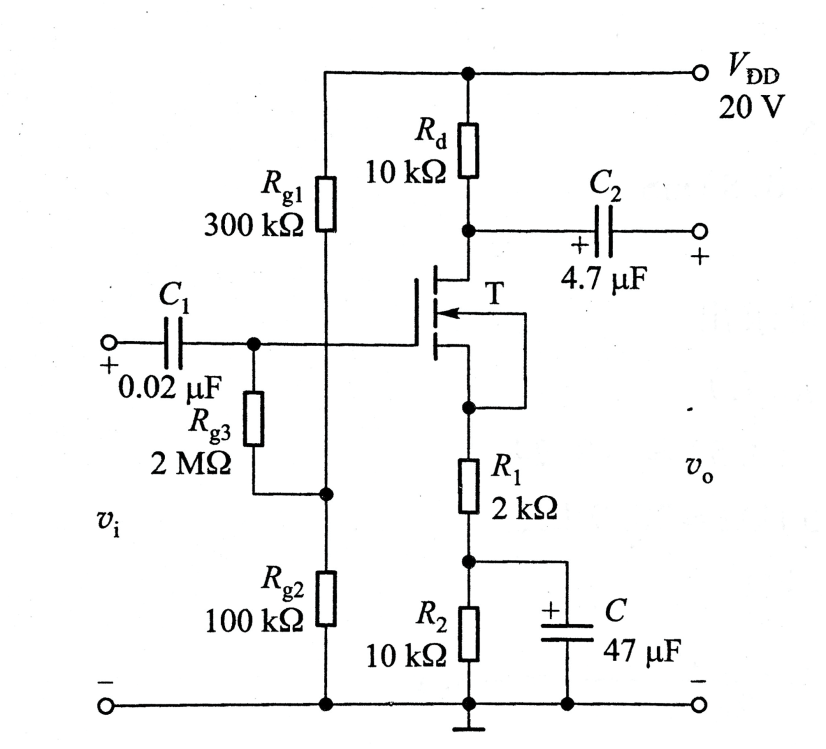 V_DD
20 V
R_d
10 kΩ
R_g1
300 kΩ
C_2
+
4.7 μF
+
T
C_1
+
0.02 μF
R_g3
2 MΩ
R_1
2 kΩ
v_o
v_i
R_g2
100 kΩ
R_2
10 kΩ
+
C
47 μF
−
−